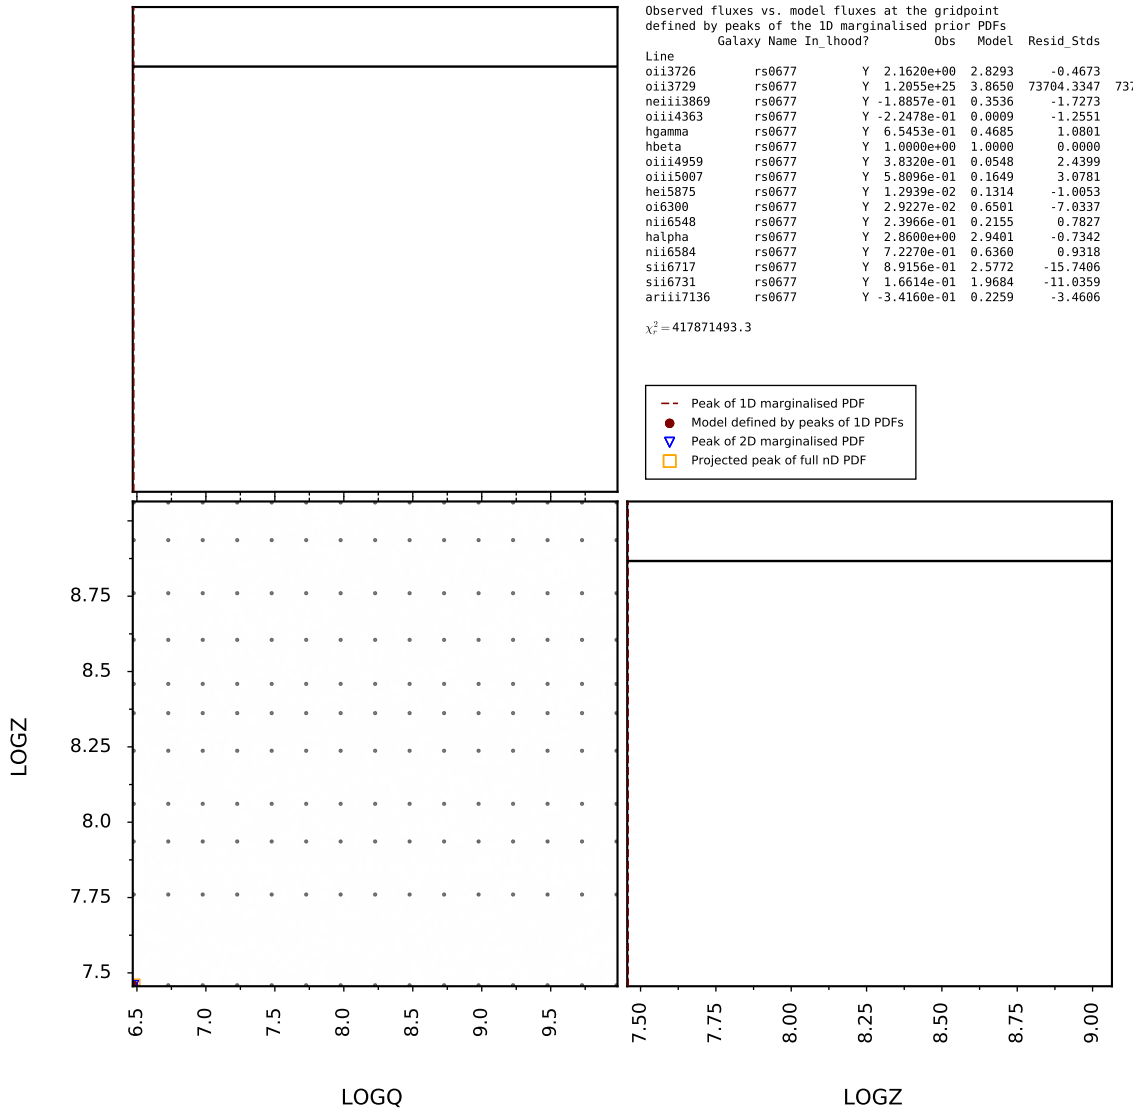 Observed fluxes vs. model fluxes at the gridpoint
defined by peaks of the 1D marginalised prior PDFs
Galaxy Name In_lhood? Obs Model Resid_Stds
Line
oii3726 rs0677 Y 2.1620e+00 2.8293 -0.4673
oii3729 rs0677 Y 1.2055e+25 3.8650 73704.3347 737
neiii3869 rs0677 Y -1.8857e-01 0.3536 -1.7273
oiii4363 rs0677 Y -2.2478e-01 0.0009 -1.2551
hgamma rs0677 Y 6.5453e-01 0.4685 1.0801
hbeta rs0677 Y 1.0000e+00 1.0000 0.0000
oiii4959 rs0677 Y 3.8320e-01 0.0548 2.4399
oiii5007 rs0677 Y 5.8096e-01 0.1649 3.0781
hei5875 rs0677 Y 1.2939e-02 0.1314 -1.0053
oi6300 rs0677 Y 2.9227e-02 0.6501 -7.0337
nii6548 rs0677 Y 2.3966e-01 0.2155 0.7827
halpha rs0677 Y 2.8600e+00 2.9401 -0.7342
nii6584 rs0677 Y 7.2270e-01 0.6360 0.9318
sii6717 rs0677 Y 8.9156e-01 2.5772 -15.7406
sii6731 rs0677 Y 1.6614e-01 1.9684 -11.0359
ariii7136 rs0677 Y -3.4160e-01 0.2259 -3.4606
χ²ᵣ = 417871493.3
Peak of 1D marginalised PDF
Model defined by peaks of 1D PDFs
Peak of 2D marginalised PDF
Projected peak of full nD PDF
8.75
8.5
8.25
8.0
7.75
7.5
LOGZ
6.5 7.0 7.5 8.0 8.5 9.0 9.5
LOGQ
7.50 7.75 8.00 8.25 8.50 8.75 9.00
LOGZ